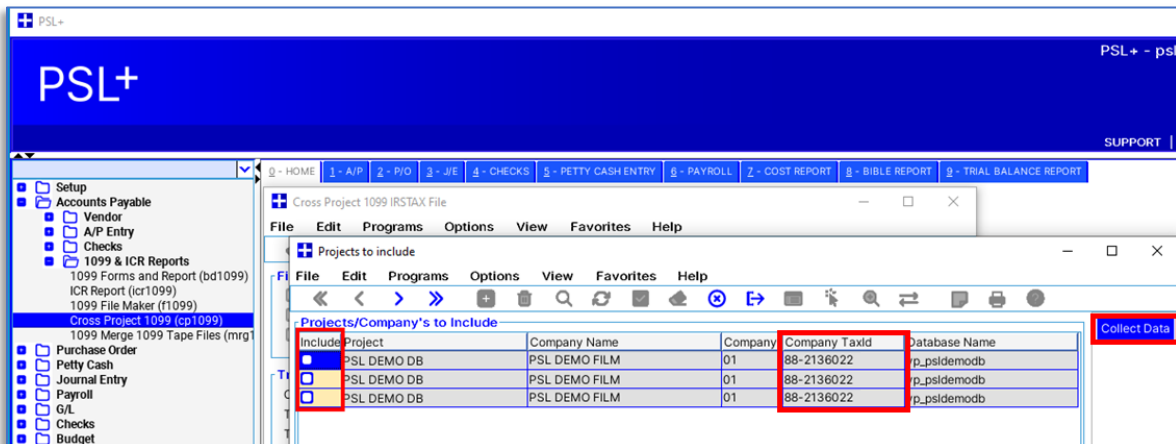 PSL+
PSL+ - psl
PSL+
SUPPORT
0 - HOME 1 - A/P 2 - P/O 3 - J/E 4 - CHECKS 5 - PETTY CASH ENTRY 6 - PAYROLL 7 - COST REPORT 8 - BIBLE REPORT 9 - TRIAL BALANCE REPORT
Setup
Accounts Payable
Vendor
A/P Entry
Checks
1099 & ICR Reports
1099 Forms and Report (bd1099)
ICR Report (icr1099)
1099 File Maker (f1099)
Cross Project 1099 (cp1099)
1099 Merge 1099 Tape Files (mrg1
Purchase Order
Petty Cash
Journal Entry
Payroll
G/L
Checks
Budget
Cross Project 1099 IRSTAX File
File Edit Programs Options View Favorites Help
Fi
Tr
Projects to include
File Edit Programs Options View Favorites Help
Projects/Company's to Include
Include Project Company Name Company Company TaxId Database Name
PSL DEMO DB PSL DEMO FILM 01 88-2136022 vp_psldemodb
PSL DEMO DB PSL DEMO FILM 01 88-2136022 vp_psldemodb
PSL DEMO DB PSL DEMO FILM 01 88-2136022 vp_psldemodb
Collect Data